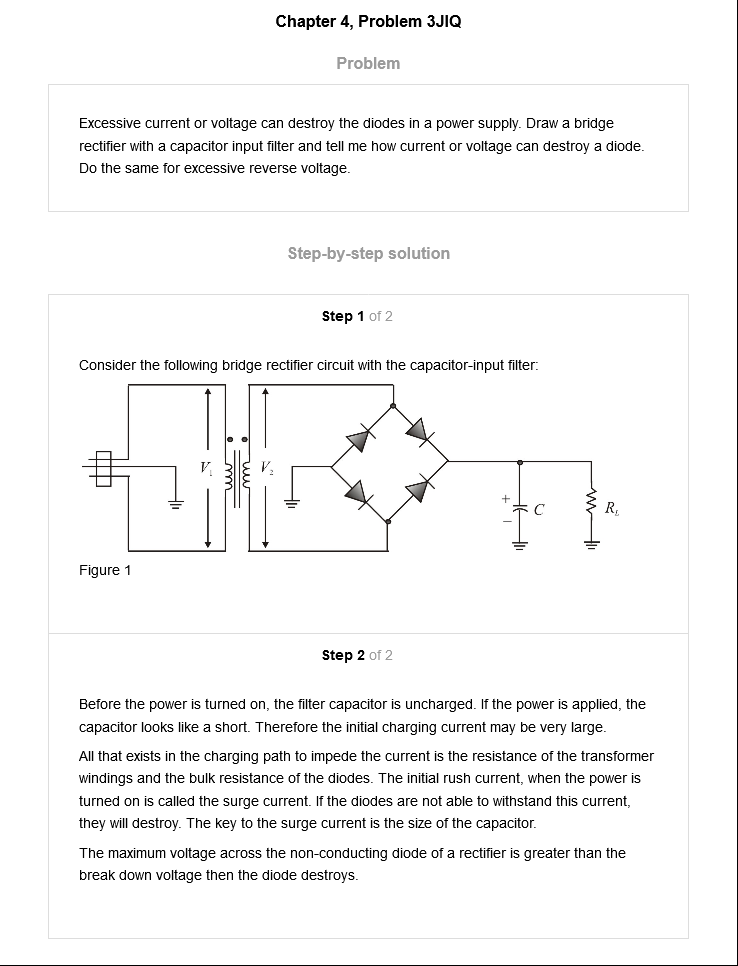 Chapter 4, Problem 3JIQ
Problem
Excessive current or voltage can destroy the diodes in a power supply. Draw a bridge
rectifier with a capacitor input filter and tell me how current or voltage can destroy a diode.
Do the same for excessive reverse voltage.
Step-by-step solution
Step 1 of 2
Consider the following bridge rectifier circuit with the capacitor-input filter:
V1
V2
+
−
C
RL
Figure 1
Step 2 of 2
Before the power is turned on, the filter capacitor is uncharged. If the power is applied, the
capacitor looks like a short. Therefore the initial charging current may be very large.
All that exists in the charging path to impede the current is the resistance of the transformer
windings and the bulk resistance of the diodes. The initial rush current, when the power is
turned on is called the surge current. If the diodes are not able to withstand this current,
they will destroy. The key to the surge current is the size of the capacitor.
The maximum voltage across the non-conducting diode of a rectifier is greater than the
break down voltage then the diode destroys.